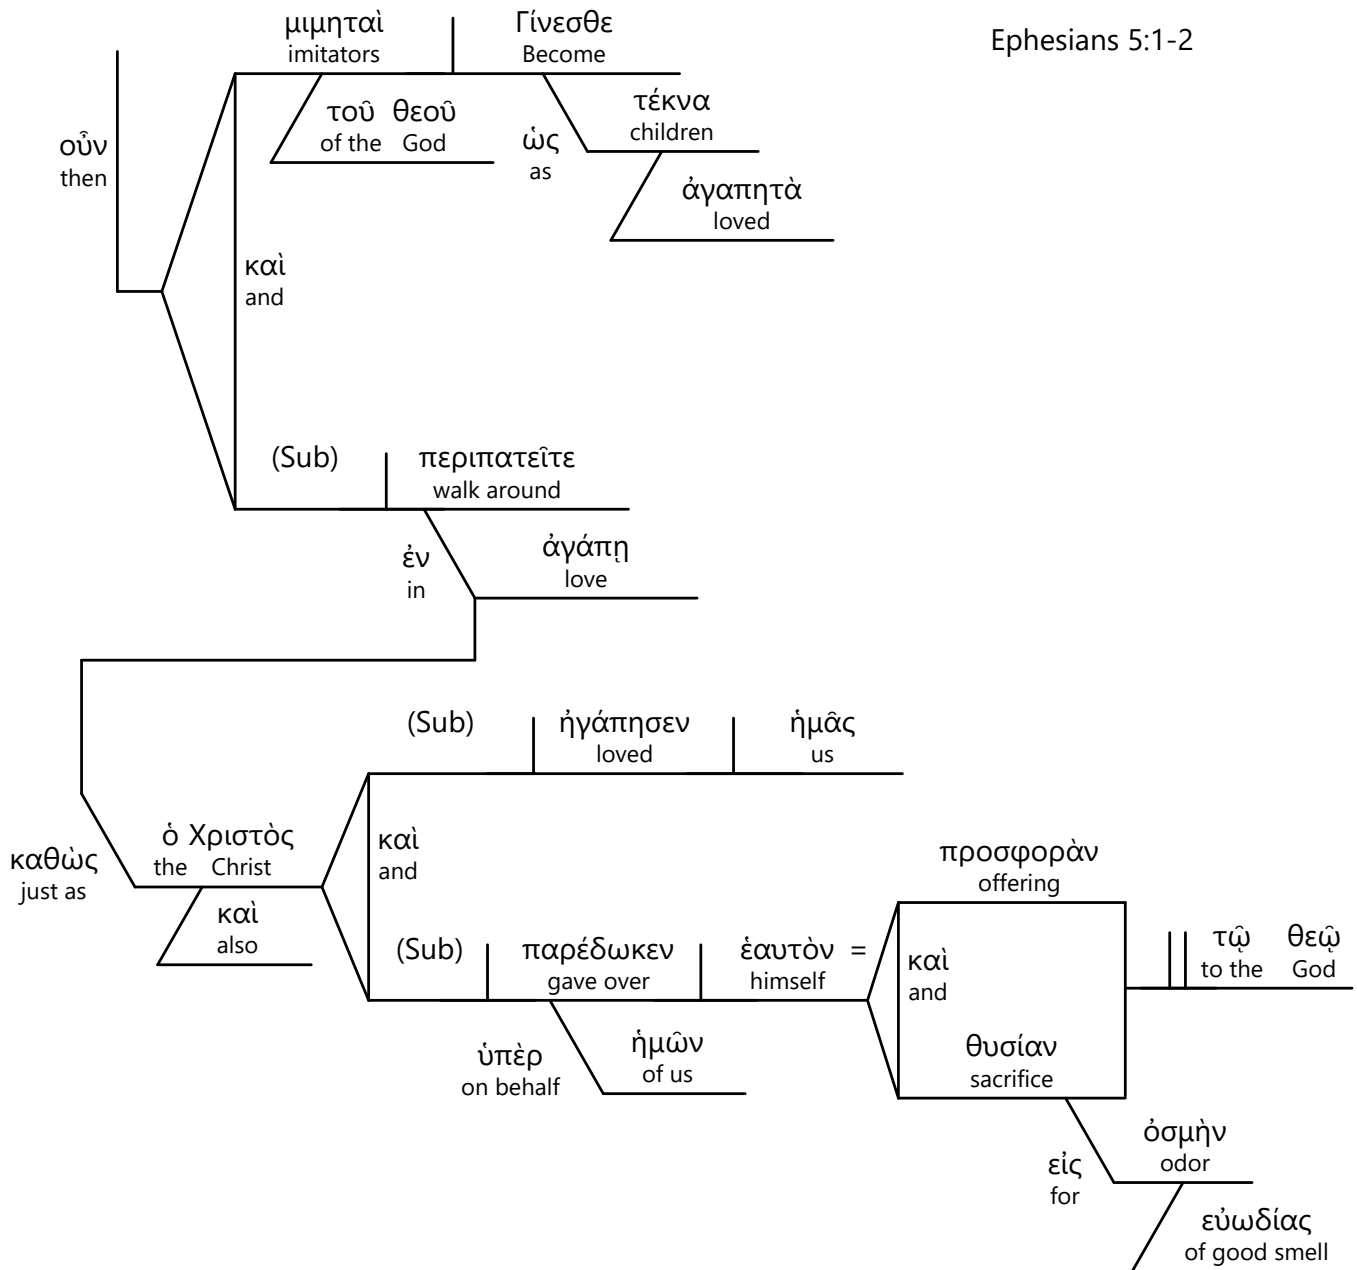 Ephesians 5:1-2
μιμηταὶ Γίνεσθε
imitators Become
τοῦ θεοῦ
of the God
τέκνα
children
ὡς
as
οὖν
then
ἀγαπητὰ
loved
καὶ
and
(Sub) περιπατεῖτε
walk around
ἐν
in
ἀγάπῃ
love
(Sub) ἠγάπησεν ἡμᾶς
loved us
καθὼς
just as
ὁ Χριστὸς
the Christ
καὶ
also
καὶ
and
(Sub) παρέδωκεν ἑαυτὸν =
gave over himself
ὑπὲρ
on behalf
ἡμῶν
of us
προσφορὰν
offering
καὶ
and
θυσίαν
sacrifice
τῷ θεῷ
to the God
εἰς
for
ὀσμὴν
odor
εὐωδίας
of good smell